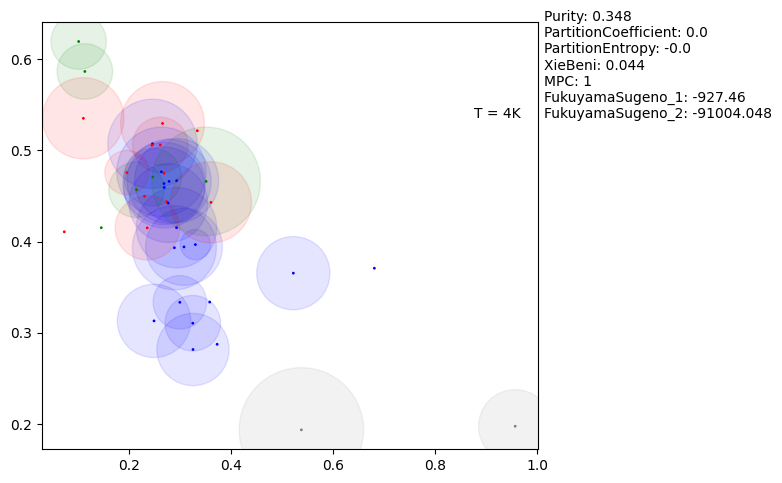 Purity: 0.348
PartitionCoefficient: 0.0
PartitionEntropy: -0.0
XieBeni: 0.044
MPC: 1
FukuyamaSugeno_1: -927.46
FukuyamaSugeno_2: -91004.048
T = 4K
0.6
0.5
0.4
0.3
0.2
0.2 0.4 0.6 0.8 1.0